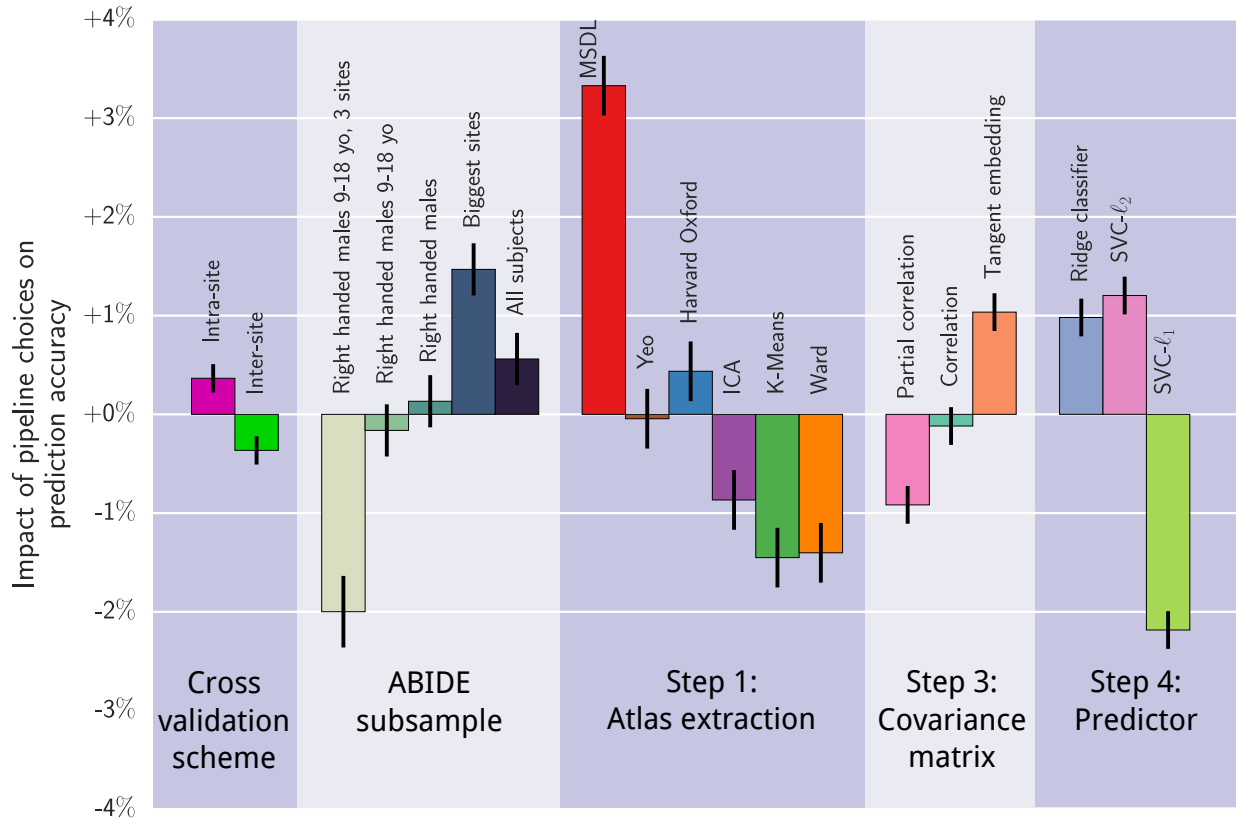 Impact of pipeline choices on
prediction accuracy
+4%
+3%
+2%
+1%
+0%
-1%
-2%
-3%
-4%
Intra-site
Inter-site
Right handed males 9-18 yo, 3 sites
Right handed males 9-18 yo
Right handed males
Biggest sites
All subjects
MSDL
Yeo
Harvard Oxford
ICA
K-Means
Ward
Partial correlation
Correlation
Tangent embedding
Ridge classifier
SVC-ℓ₂
SVC-ℓ₁
Cross
validation
scheme
ABIDE
subsample
Step 1:
Atlas extraction
Step 3:
Covariance
matrix
Step 4:
Predictor